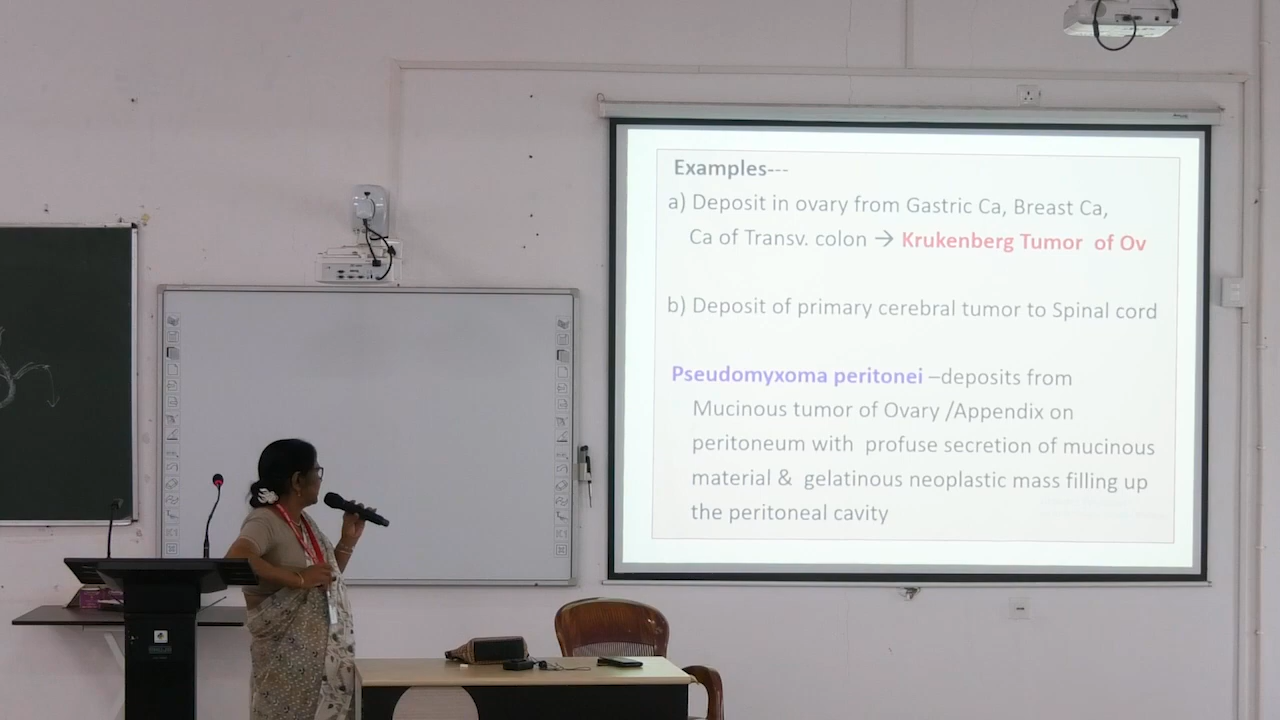 Examples---
a) Deposit in ovary from Gastric Ca, Breast Ca,
Ca of Transv. colon → Krukenberg Tumor of Ov
b) Deposit of primary cerebral tumor to Spinal cord
Pseudomyxoma peritonei –deposits from
Mucinous tumor of Ovary /Appendix on
peritoneum with profuse secretion of mucinous
material & gelatinous neoplastic mass filling up
the peritoneal cavity